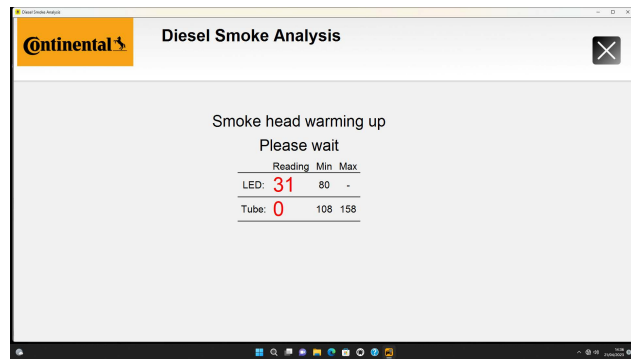 Diesel Smoke Analysis
Continental
Diesel Smoke Analysis
Smoke head warming up
Please wait
Reading Min Max
LED: 31 80 -
Tube: 0 108 158